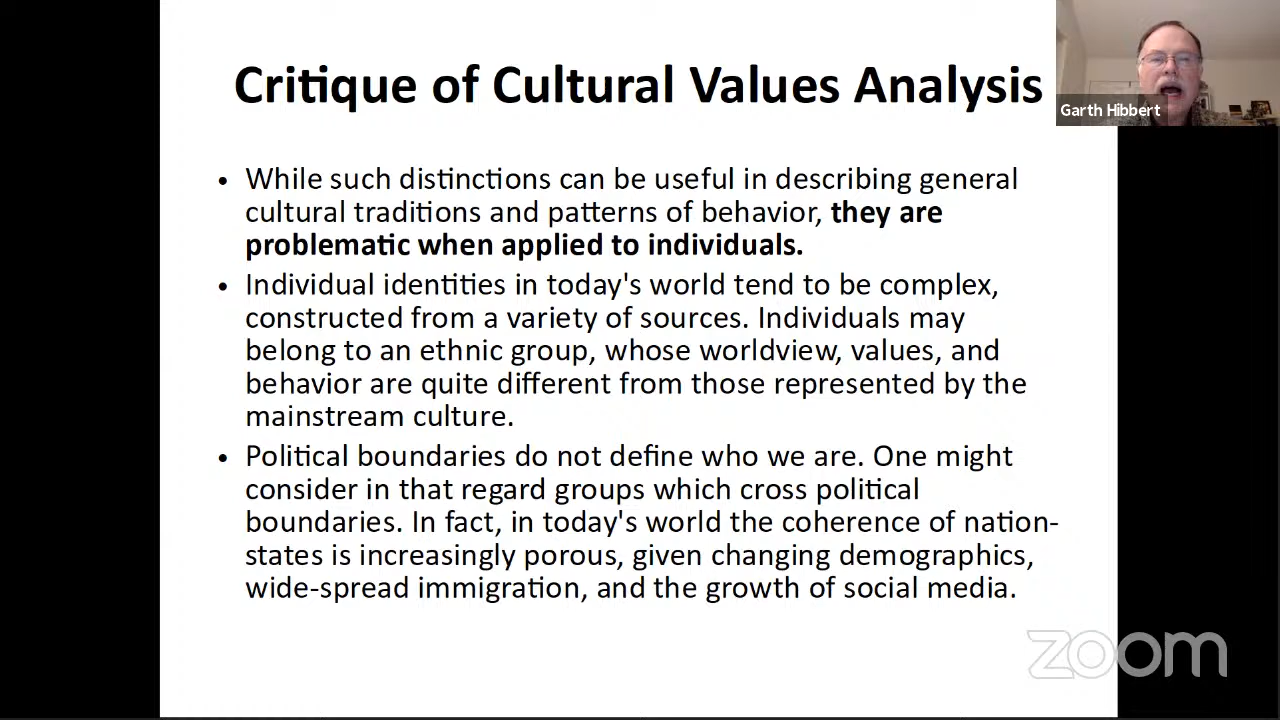 Critique of Cultural Values Analysis
Garth Hibbert
• While such distinctions can be useful in describing general
cultural traditions and patterns of behavior, they are
problematic when applied to individuals.
• Individual identities in today's world tend to be complex,
constructed from a variety of sources. Individuals may
belong to an ethnic group, whose worldview, values, and
behavior are quite different from those represented by the
mainstream culture.
• Political boundaries do not define who we are. One might
consider in that regard groups which cross political
boundaries. In fact, in today's world the coherence of nation-
states is increasingly porous, given changing demographics,
wide-spread immigration, and the growth of social media.
zoom